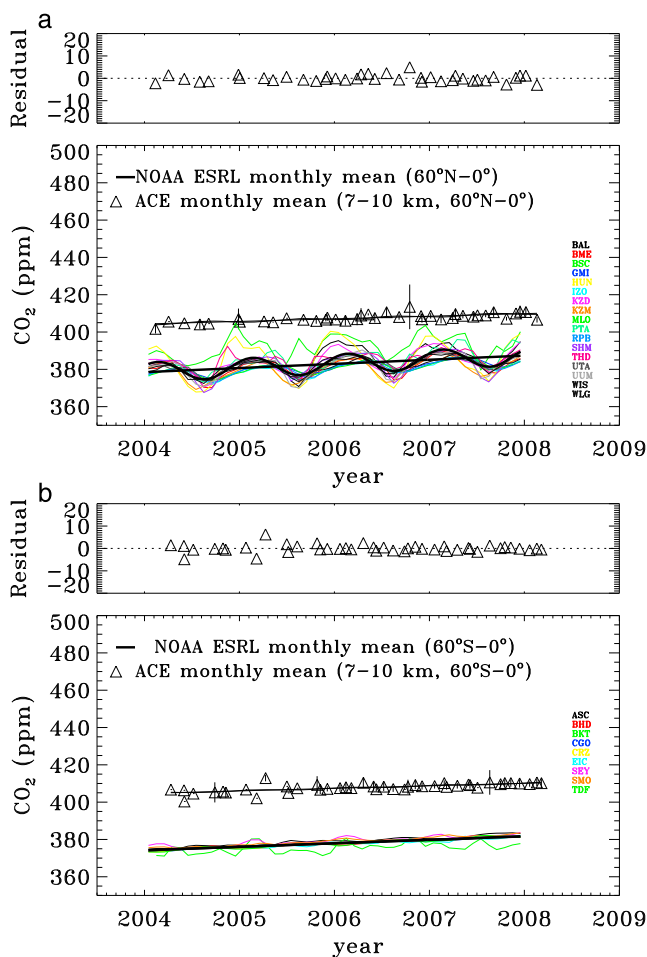 a
20
10
0
−10
−20
Residual
500
480
460
440
420
400
380
360
CO2 (ppm)
NOAA ESRL monthly mean (60°N−0°)
ACE monthly mean (7−10 km, 60°N−0°)
BAL
BME
BSC
GMI
HUN
IZO
KZD
KZM
MLO
PTA
RPB
SHM
THD
UTA
UUM
WIS
WLG
2004 2005 2006 2007 2008 2009
year
b
20
10
0
−10
−20
Residual
500
480
460
440
420
400
380
360
CO2 (ppm)
NOAA ESRL monthly mean (60°S−0°)
ACE monthly mean (7−10 km, 60°S−0°)
ASC
BHD
BKT
CGO
CRZ
EIC
SEY
SMO
TDF
2004 2005 2006 2007 2008 2009
year